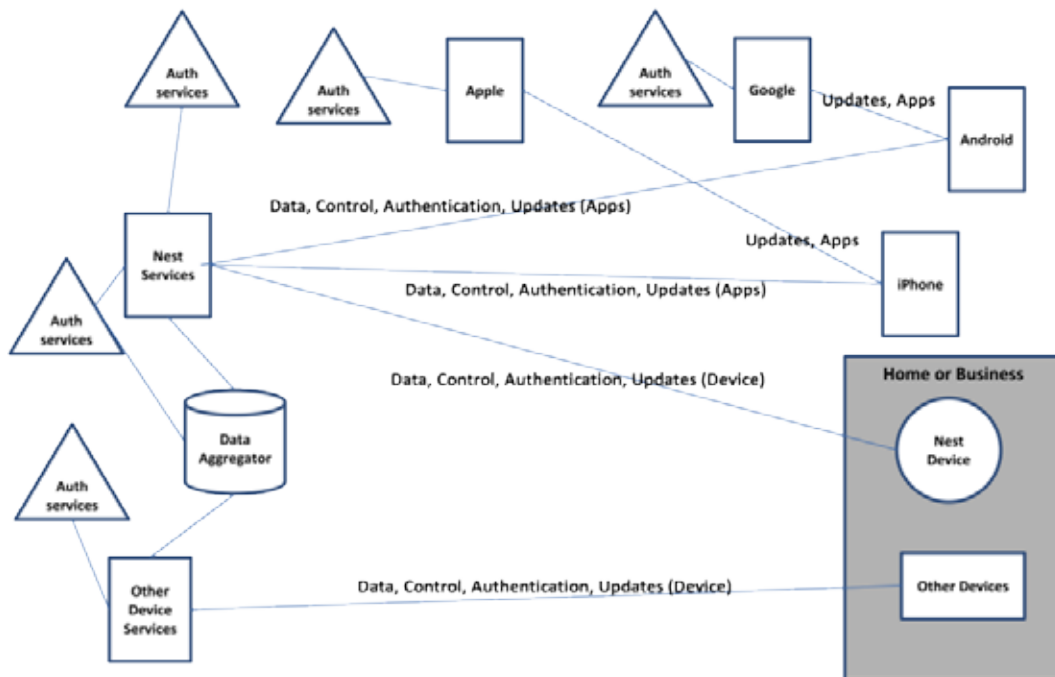 Auth
services
Auth
services
Apple
Auth
services
Google
Updates, Apps
Android
Data, Control, Authentication, Updates (Apps)
Nest
Services
Updates, Apps
iPhone
Data, Control, Authentication, Updates (Apps)
Auth
services
Data, Control, Authentication, Updates (Device)
Home or Business
Nest
Device
Data
Aggregator
Auth
services
Other
Device
Services
Data, Control, Authentication, Updates (Device)
Other Devices